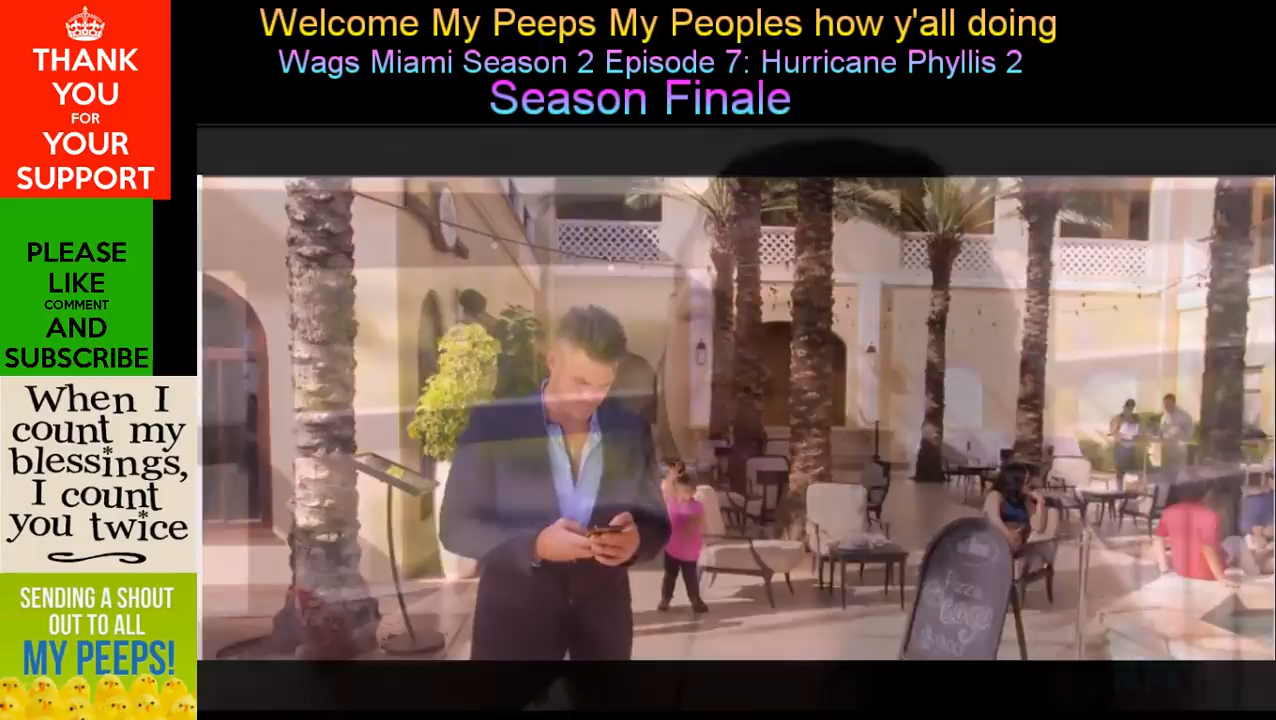 Welcome My Peeps My Peoples how y'all doing
Wags Miami Season 2 Episode 7: Hurricane Phyllis 2
Season Finale
THANK
YOU
FOR
YOUR
SUPPORT
PLEASE
LIKE
COMMENT
AND
SUBSCRIBE
When I
count my
blessings,
I count
you twice
SENDING A SHOUT
OUT TO ALL
MY PEEPS!